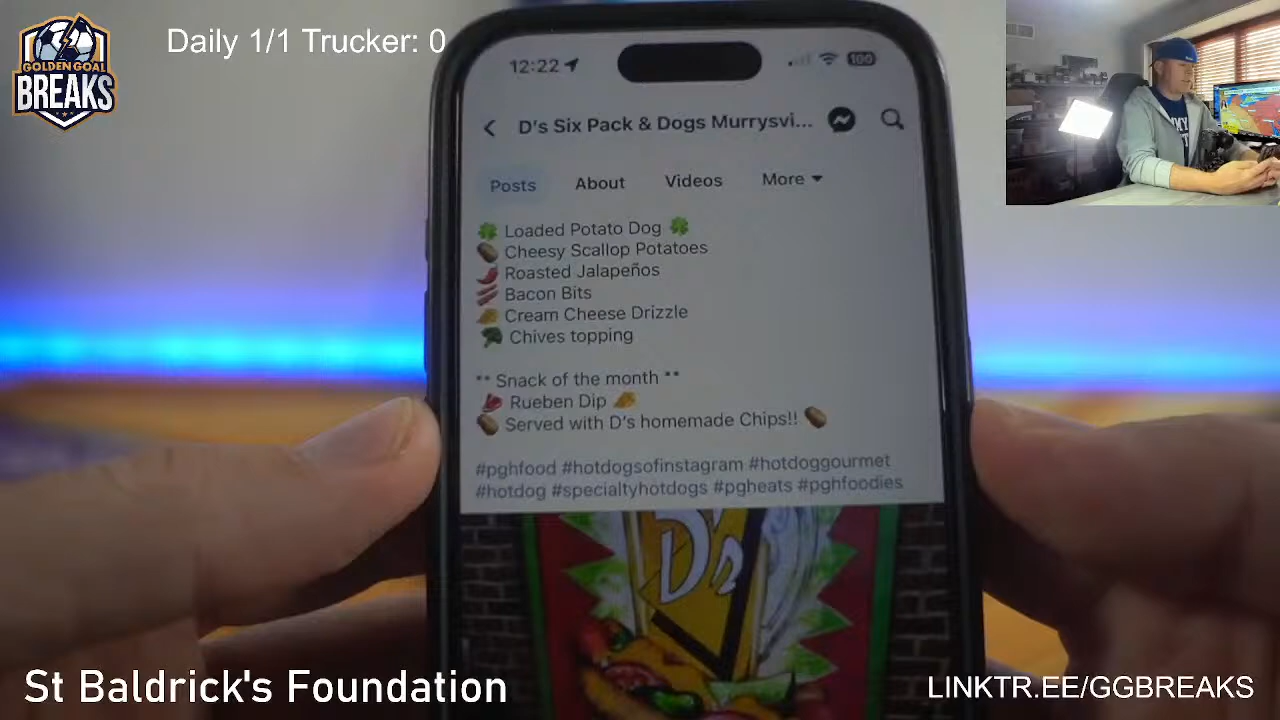 GOLDEN GOAL
BREAKS
Daily 1/1 Trucker: 0
12:22
100
D's Six Pack & Dogs Murrysvi...
Posts
About
Videos
More
Loaded Potato Dog
Cheesy Scallop Potatoes
Roasted Jalapeños
Bacon Bits
Cream Cheese Drizzle
Chives topping
** Snack of the month **
Rueben Dip
Served with D's homemade Chips!!
#pghfood #hotdogsofinstagram #hotdoggourmet
#hotdog #specialtyhotdogs #pgheats #pghfoodies
D's
St Baldrick's Foundation
LINKTR.EE/GGBREAKS